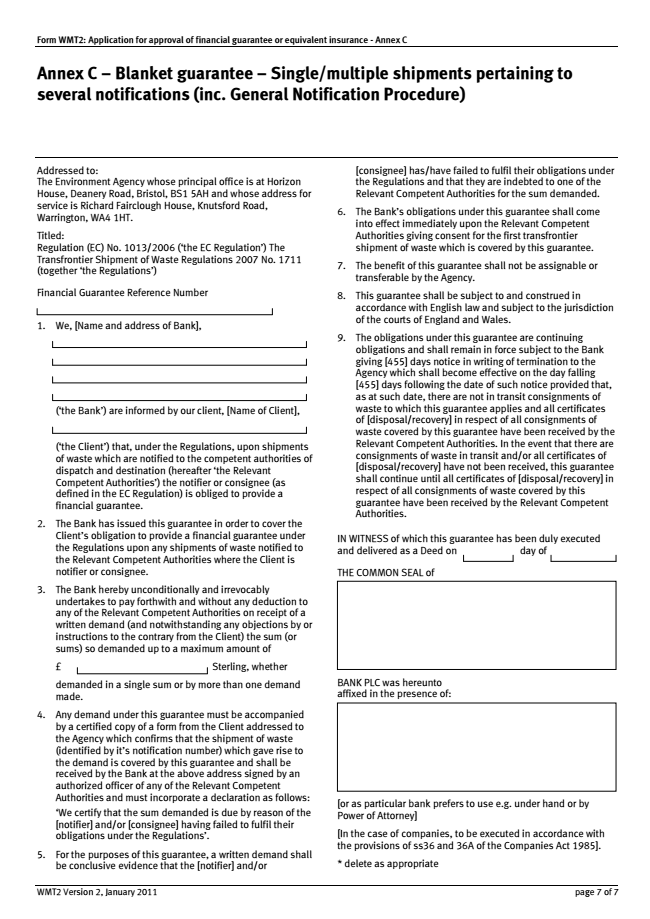 Form WMT2: Application for approval of financial guarantee or equivalent insurance - Annex C
Annex C – Blanket guarantee – Single/multiple shipments pertaining to
several notifications (inc. General Notification Procedure)
Addressed to:
The Environment Agency whose principal office is at Horizon
House, Deanery Road, Bristol, BS1 5AH and whose address for
service is Richard Fairclough House, Knutsford Road,
Warrington, WA4 1HT.
Titled:
Regulation (EC) No. 1013/2006 (‘the EC Regulation’) The
Transfrontier Shipment of Waste Regulations 2007 No. 1711
(together ‘the Regulations’)
Financial Guarantee Reference Number
1. We, [Name and address of Bank],
(‘the Bank’) are informed by our client, [Name of Client],
(‘the Client’) that, under the Regulations, upon shipments
of waste which are notified to the competent authorities of
dispatch and destination (hereafter ‘the Relevant
Competent Authorities’) the notifier or consignee (as
defined in the EC Regulation) is obliged to provide a
financial guarantee.
2. The Bank has issued this guarantee in order to cover the
Client’s obligation to provide a financial guarantee under
the Regulations upon any shipments of waste notified to
the Relevant Competent Authorities where the Client is
notifier or consignee.
3. The Bank hereby unconditionally and irrevocably
undertakes to pay forthwith and without any deduction to
any of the Relevant Competent Authorities on receipt of a
written demand (and notwithstanding any objections by or
instructions to the contrary from the Client) the sum (or
sums) so demanded up to a maximum amount of
£ Sterling, whether
demanded in a single sum or by more than one demand
made.
4. Any demand under this guarantee must be accompanied
by a certified copy of a form from the Client addressed to
the Agency which confirms that the shipment of waste
(identified by it’s notification number) which gave rise to
the demand is covered by this guarantee and shall be
received by the Bank at the above address signed by an
authorized officer of any of the Relevant Competent
Authorities and must incorporate a declaration as follows:
‘We certify that the sum demanded is due by reason of the
[notifier] and/or [consignee] having failed to fulfil their
obligations under the Regulations’.
5. For the purposes of this guarantee, a written demand shall
be conclusive evidence that the [notifier] and/or
[consignee] has/have failed to fulfil their obligations under
the Regulations and that they are indebted to one of the
Relevant Competent Authorities for the sum demanded.
6. The Bank’s obligations under this guarantee shall come
into effect immediately upon the Relevant Competent
Authorities giving consent for the first transfrontier
shipment of waste which is covered by this guarantee.
7. The benefit of this guarantee shall not be assignable or
transferable by the Agency.
8. This guarantee shall be subject to and construed in
accordance with English law and subject to the jurisdiction
of the courts of England and Wales.
9. The obligations under this guarantee are continuing
obligations and shall remain in force subject to the Bank
giving [455] days notice in writing of termination to the
Agency which shall become effective on the day falling
[455] days following the date of such notice provided that,
as at such date, there are not in transit consignments of
waste to which this guarantee applies and all certificates
of [disposal/recovery] in respect of all consignments of
waste covered by this guarantee have been received by the
Relevant Competent Authorities. In the event that there are
consignments of waste in transit and/or all certificates of
[disposal/recovery] have not been received, this guarantee
shall continue until all certificates of [disposal/recovery] in
respect of all consignments of waste covered by this
guarantee have been received by the Relevant Competent
Authorities.
IN WITNESS of which this guarantee has been duly executed
and delivered as a Deed on day of
THE COMMON SEAL of
BANK PLC was hereunto
affixed in the presence of:
[or as particular bank prefers to use e.g. under hand or by
Power of Attorney]
[In the case of companies, to be executed in accordance with
the provisions of ss36 and 36A of the Companies Act 1985].
* delete as appropriate
WMT2 Version 2, January 2011
page 7 of 7